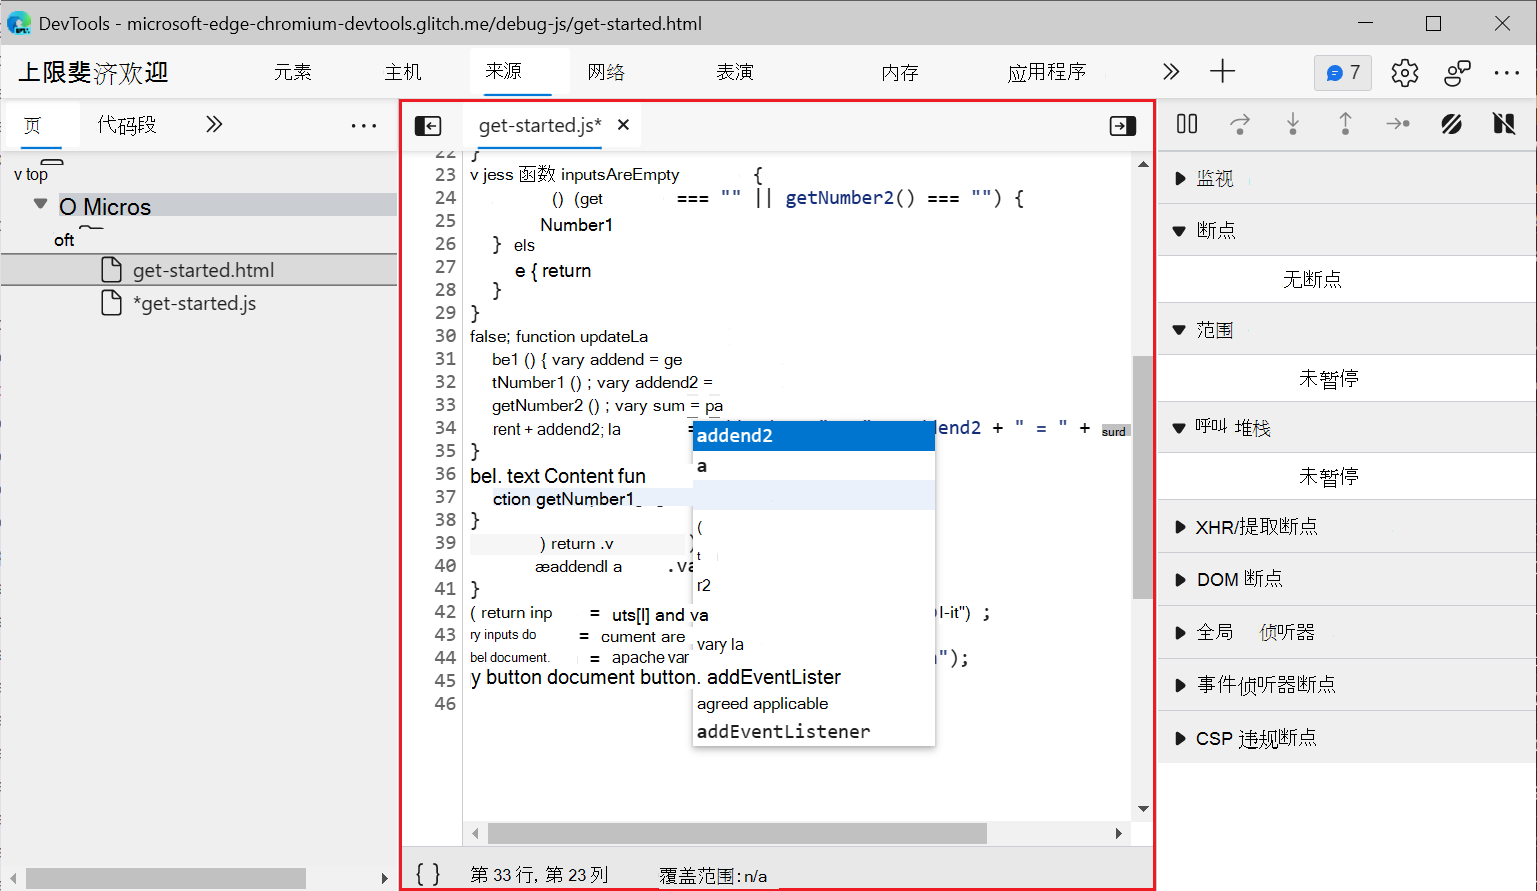 DevTools - microsoft-edge-chromium-devtools.glitch.me/debug-js/get-started.html
上限斐济欢迎 元素 主机 来源 网络 表演 内存 应用程序 7
页 代码段
v top
O Micros
oft
get-started.html
*get-started.js
get-started.js*
22 }
23 v jess 函数 inputsAreEmpty {
24 () (get === "" || getNumber2() === "") {
25 Number1
26 } els
27 e { return
28 }
29 }
30 false; function updateLa
31 be1 () { vary addend = ge
32 tNumber1 () ; vary addend2 =
33 getNumber2 () ; vary sum = pa
34 rent + addend2; la = dend2 + " = " + surd
35 }
36 bel. text Content fun
37 ction getNumber1
38 }
39 ) return .v )
40 æaddendl a .va
41 }
42 ( return inp = uts[l] and va l-it") ;
43 ry inputs do = cument are
44 bel document. = apache var ");
45 y button document button. addEventLister
46
addend2
a
(
t
r2
vary la
agreed applicable
addEventListener
{ } 第 33 行, 第 23 列 覆盖范围: n/a
监视
断点
无断点
范围
未暂停
呼叫 堆栈
未暂停
XHR/提取断点
DOM 断点
全局 侦听器
事件侦听器断点
CSP 违规断点